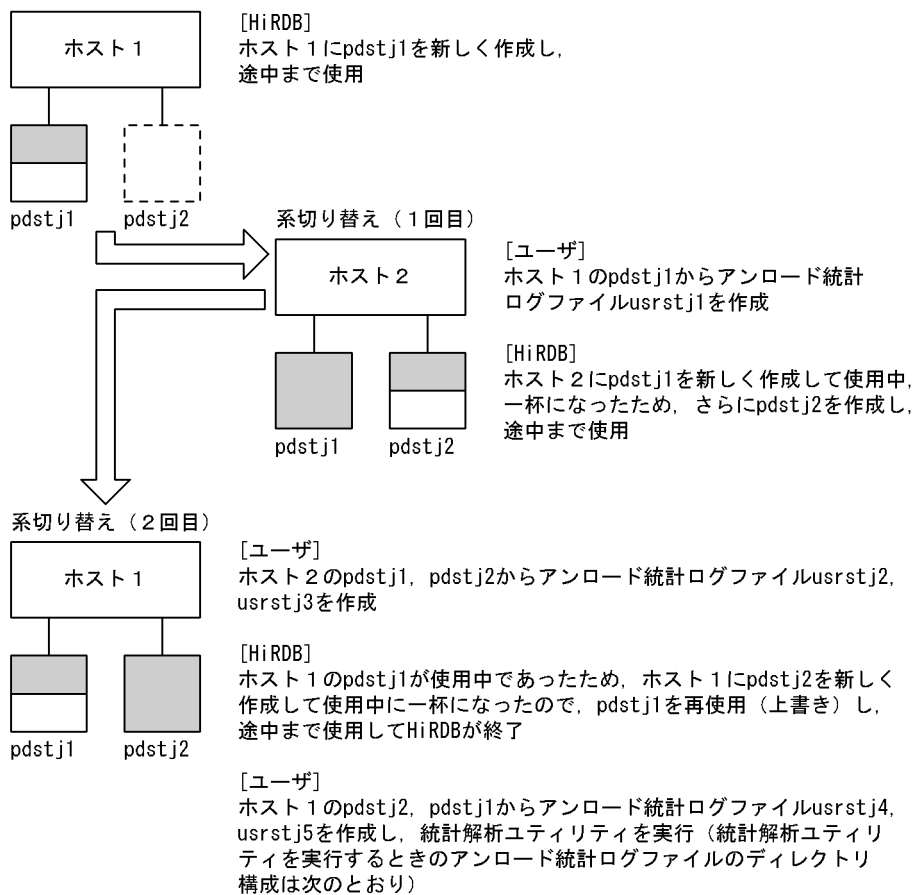 ホスト１
[HiRDB]
ホスト１にpdstj1を新しく作成し，
途中まで使用
pdstj1
pdstj2
系切り替え（１回目）
ホスト２
[ユーザ]
ホスト１のpdstj1からアンロード統計
ログファイルusrstj1を作成
[HiRDB]
ホスト２にpdstj1を新しく作成して使用中，
一杯になったため，さらにpdstj2を作成し，
途中まで使用
pdstj1
pdstj2
系切り替え（２回目）
ホスト１
[ユーザ]
ホスト２のpdstj1，pdstj2からアンロード統計ログファイルusrstj2，
usrstj3を作成
[HiRDB]
ホスト１のpdstj1が使用中であったため，ホスト１にpdstj2を新しく
作成して使用中に一杯になったので，pdstj1を再使用（上書き）し，
途中まで使用してHiRDBが終了
pdstj1
pdstj2
[ユーザ]
ホスト１のpdstj2，pdstj1からアンロード統計ログファイルusrstj4，
usrstj5を作成し，統計解析ユティリティを実行（統計解析ユティリ
ティを実行するときのアンロード統計ログファイルのディレクトリ
構成は次のとおり）